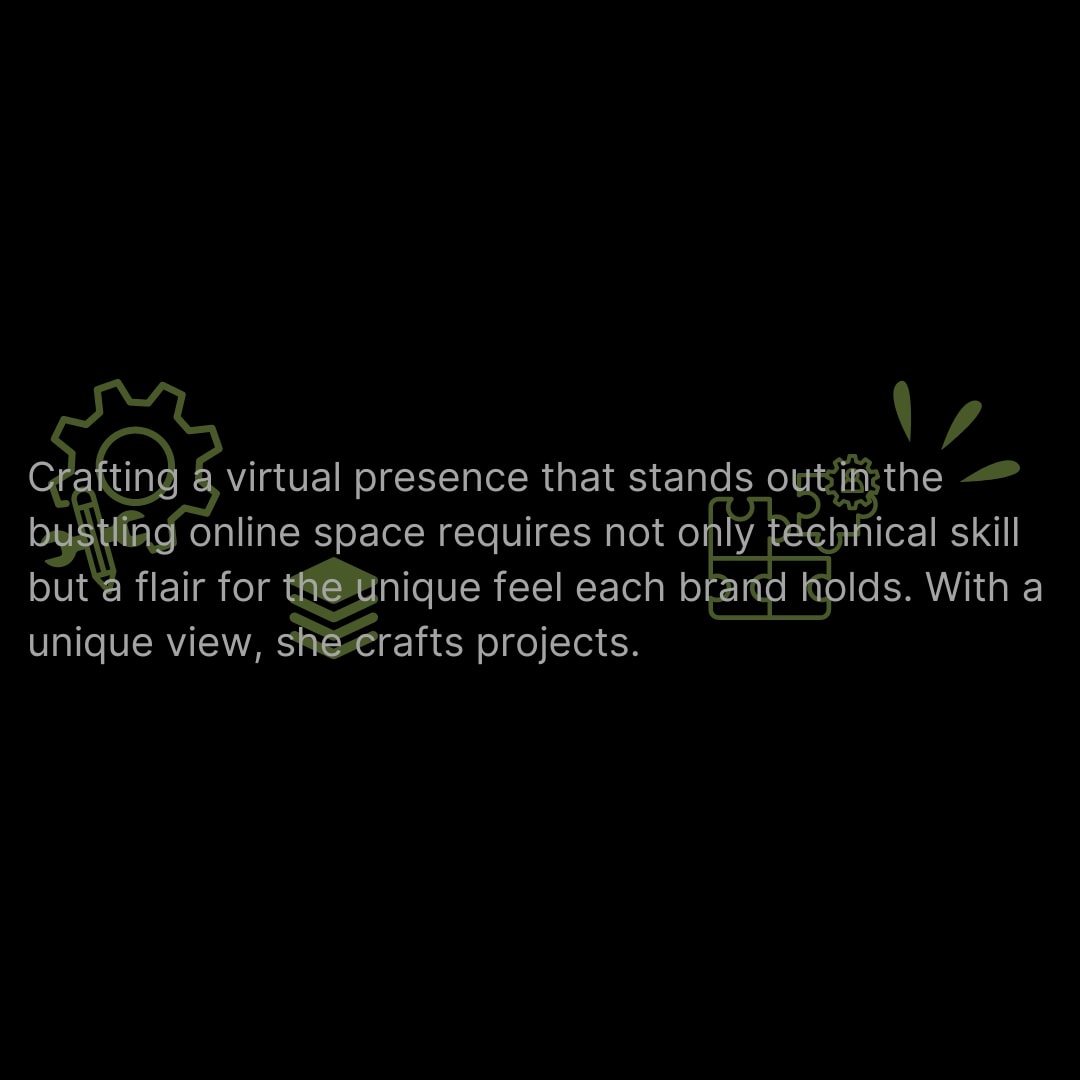 Crafting a virtual presence that stands out in the
bustling online space requires not only technical skill
but a flair for the unique feel each brand holds. With a
unique view, she crafts projects.